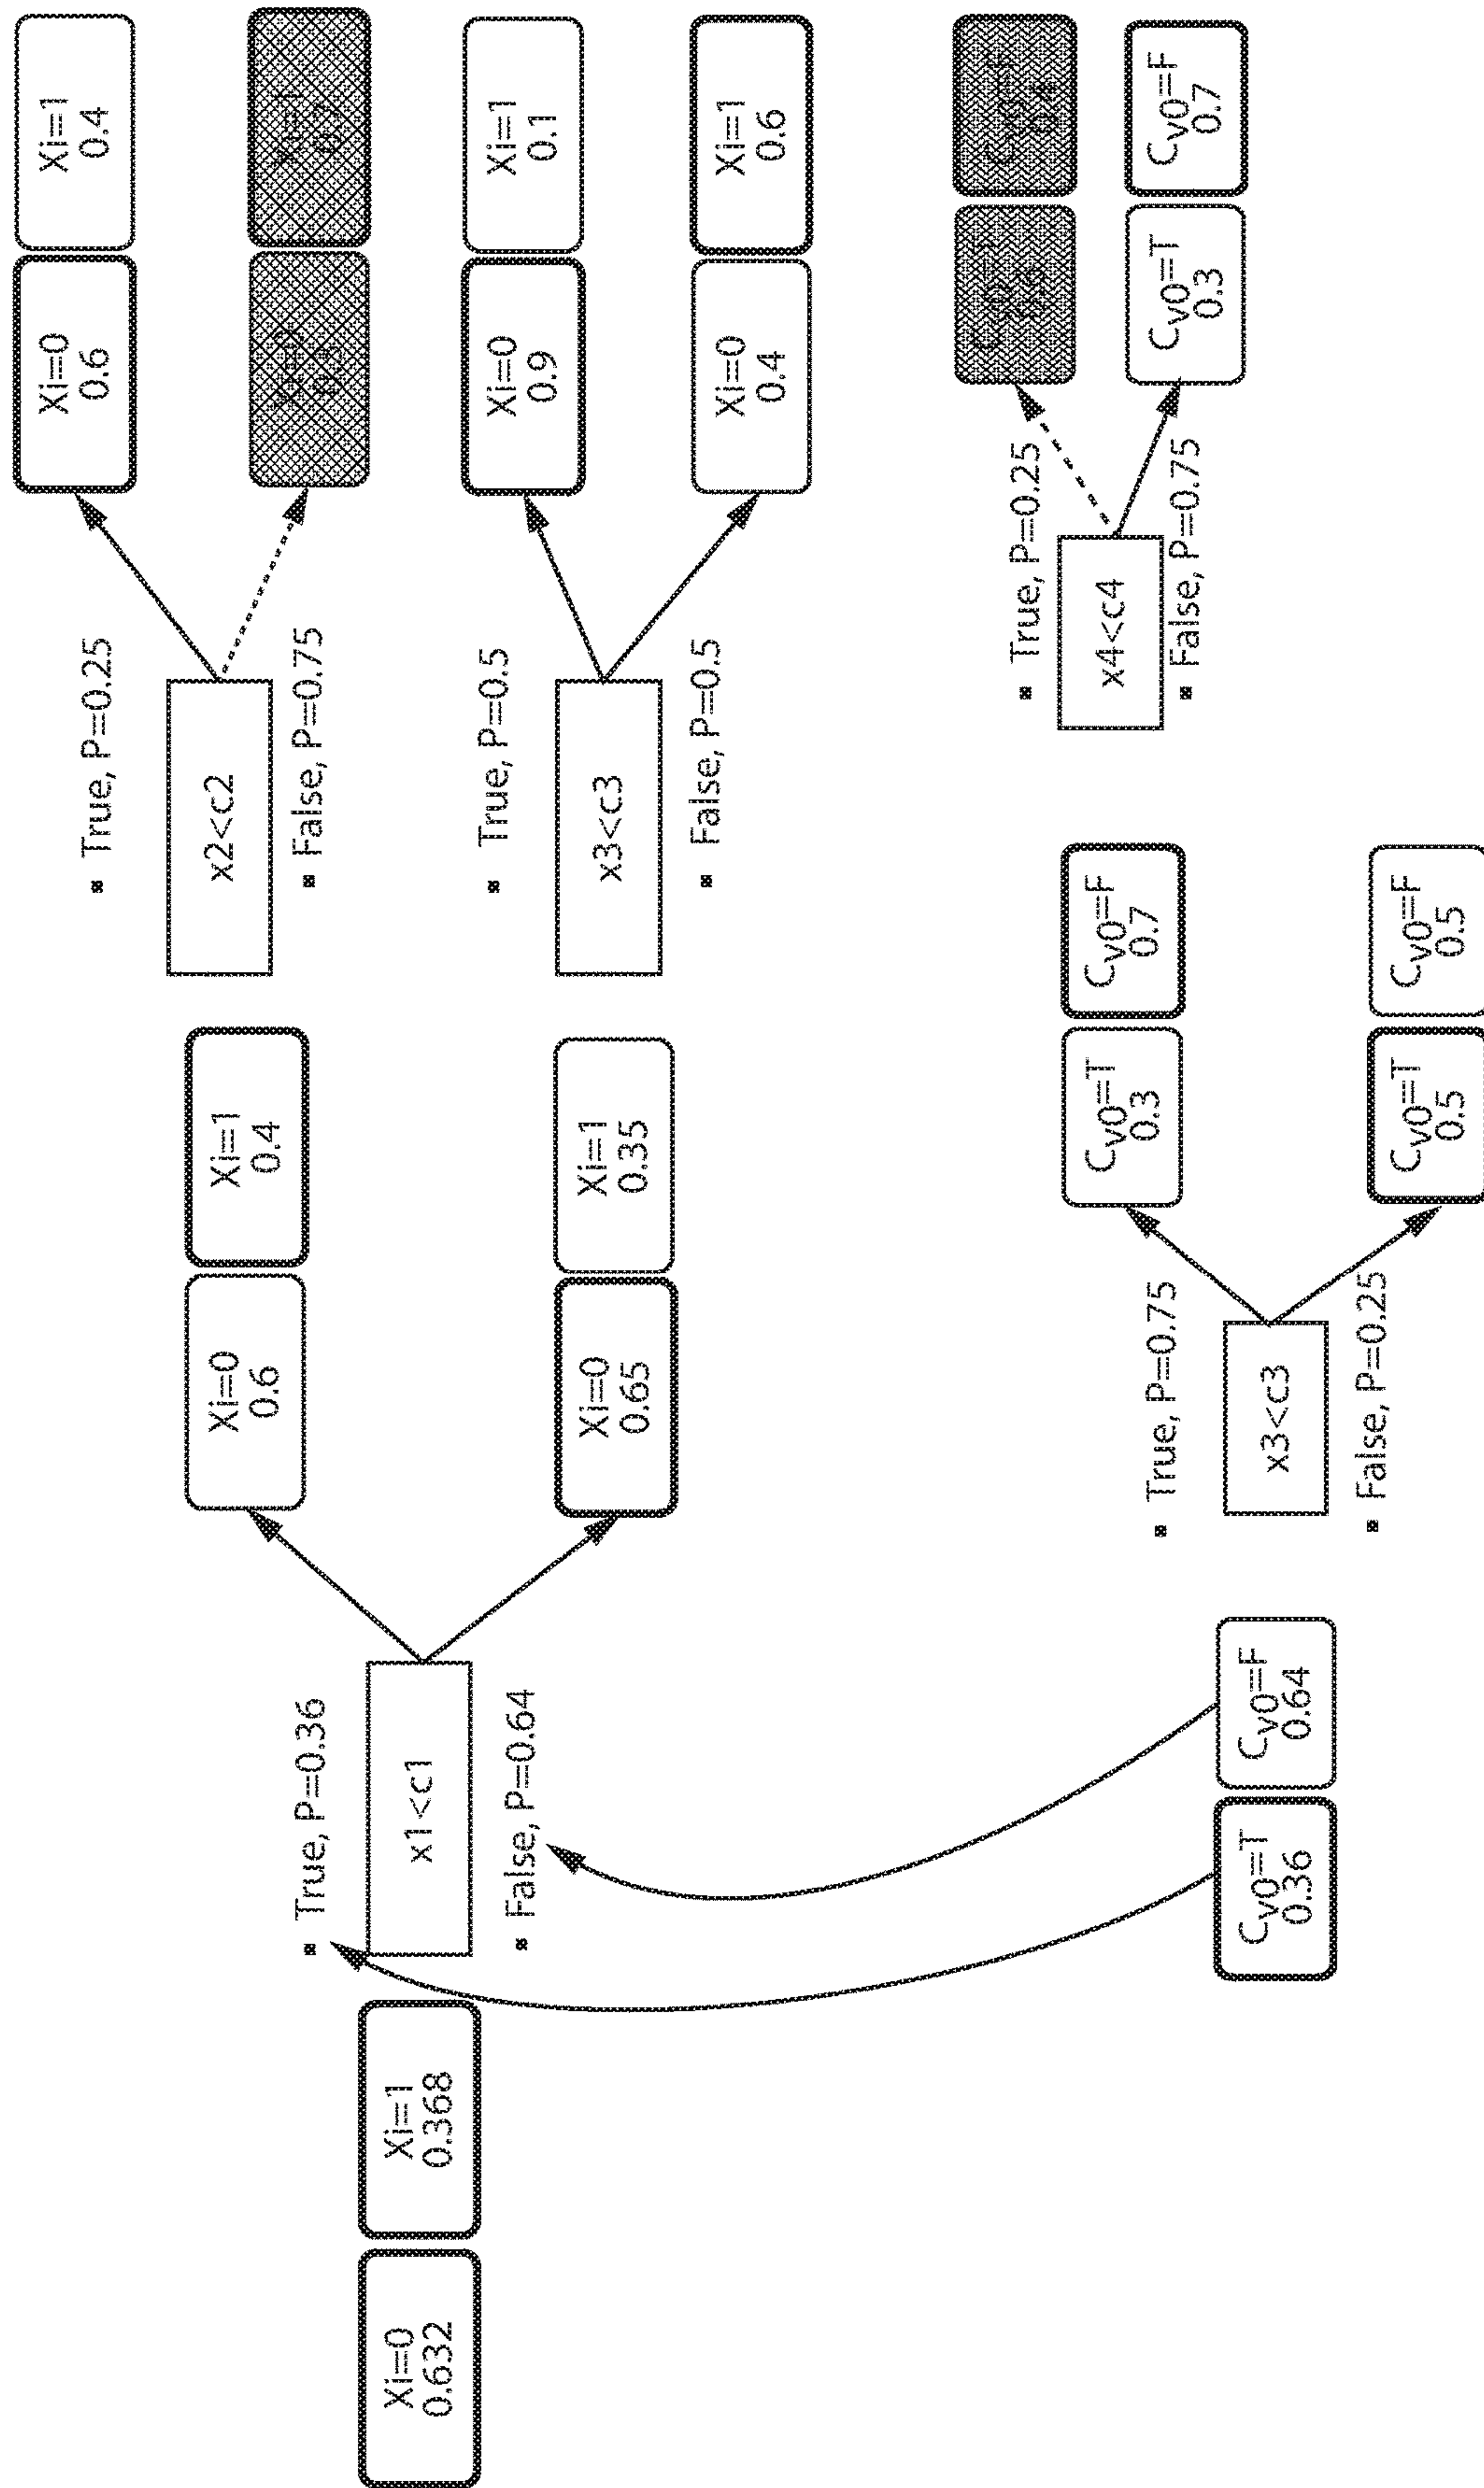 Xi=0
0.632
Xi=1
0.368
True, P=0.36
x1<c1
False, P=0.64
Xi=0
0.6
Xi=1
0.4
Xi=0
0.65
Xi=1
0.35
True, P=0.25
x2<c2
False, P=0.75
Xi=0
0.6
Xi=1
0.4
True, P=0.5
x3<c3
False, P=0.5
Xi=0
0.9
Xi=1
0.1
Xi=0
0.4
Xi=1
0.6
Cv0=T
0.36
Cv0=F
0.64
True, P=0.75
x3<c3
False, P=0.25
Cv0=T
0.3
Cv0=F
0.7
Cv0=T
0.5
Cv0=F
0.5
True, P=0.25
x4<c4
False, P=0.75
Cv0=T
Cv0=F
Cv0=T
0.3
Cv0=F
0.7